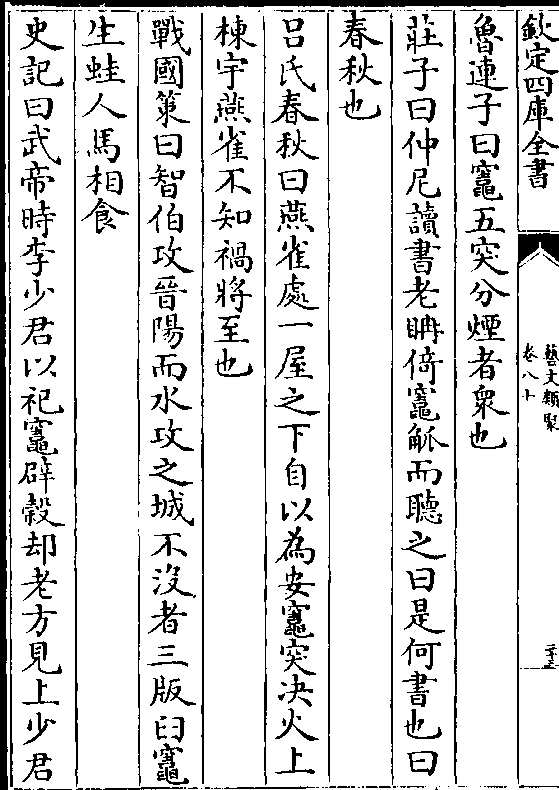 欽定四庫全書
藝文類聚
卷八十
魯連子曰竈五突分煙者衆也
莊子曰仲尼讀書老聃倚竈觚而聽之曰是何書也曰
春秋也
吕氏春秋曰燕雀處一屋之下自以為安竈突决火上
棟宇燕雀不知禍將至也
戰國策曰智伯攻晉陽而水攻之城不沒者三版臼竈
生蛙人馬相食
史記曰武帝時李少君以祀竈辟穀却老方見上少君